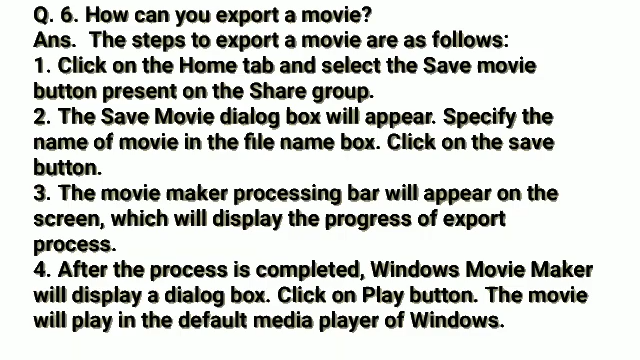 Q. 6. How can you export a movie?
Ans. The steps to export a movie are as follows:
1. Click on the Home tab and select the Save movie
button present on the Share group.
2. The Save Movie dialog box will appear. Specify the
name of movie in the file name box. Click on the save
button.
3. The movie maker processing bar will appear on the
screen, which will display the progress of export
process.
4. After the process is completed, Windows Movie Maker
will display a dialog box. Click on Play button. The movie
will play in the default media player of Windows.